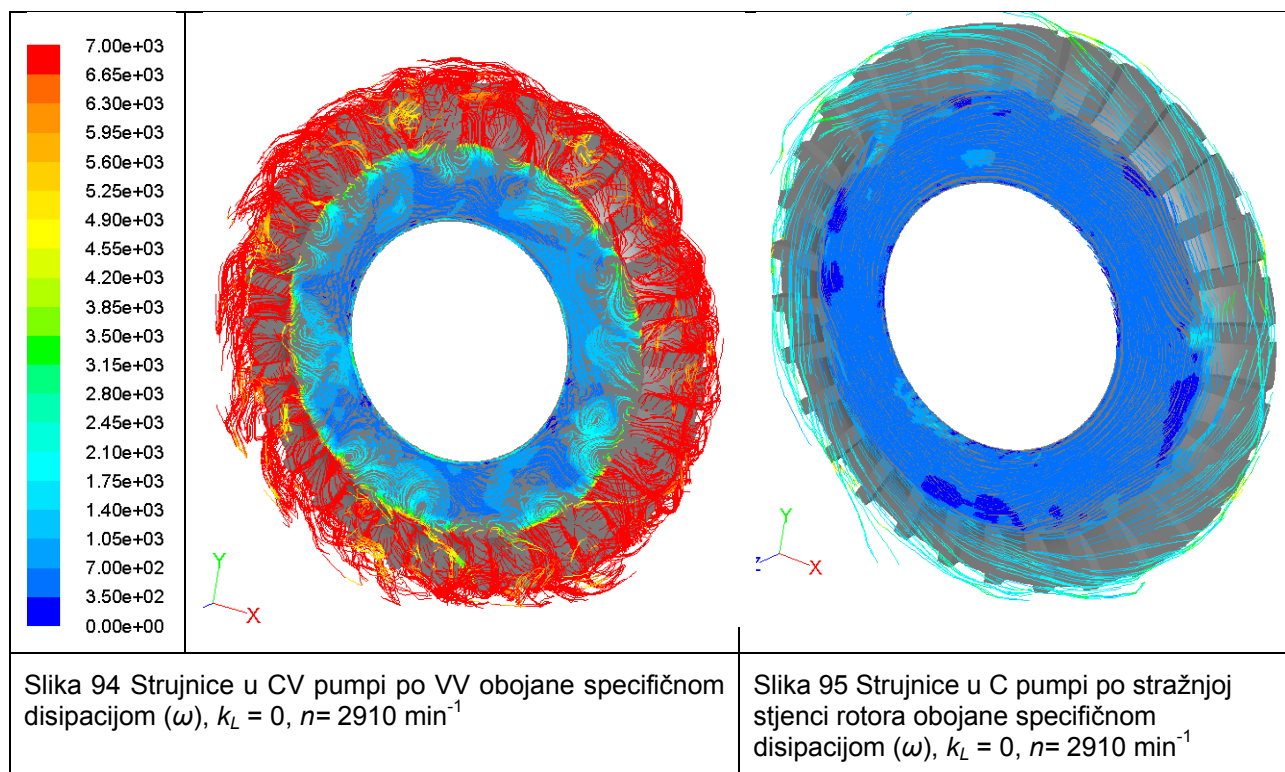 7.00e+03
6.65e+03
6.30e+03
5.95e+03
5.60e+03
5.25e+03
4.90e+03
4.55e+03
4.20e+03
3.85e+03
3.50e+03
3.15e+03
2.80e+03
2.45e+03
2.10e+03
1.75e+03
1.40e+03
1.05e+03
7.00e+02
3.50e+02
0.00e+00
Y
X
Y
Z
X
Slika 94 Strujnice u CV pumpi po VV obojane specifičnom
disipacijom (ω), k_L = 0, n= 2910 min⁻¹
Slika 95 Strujnice u C pumpi po stražnjoj
stjenci rotora obojane specifičnom
disipacijom (ω), k_L = 0, n= 2910 min⁻¹